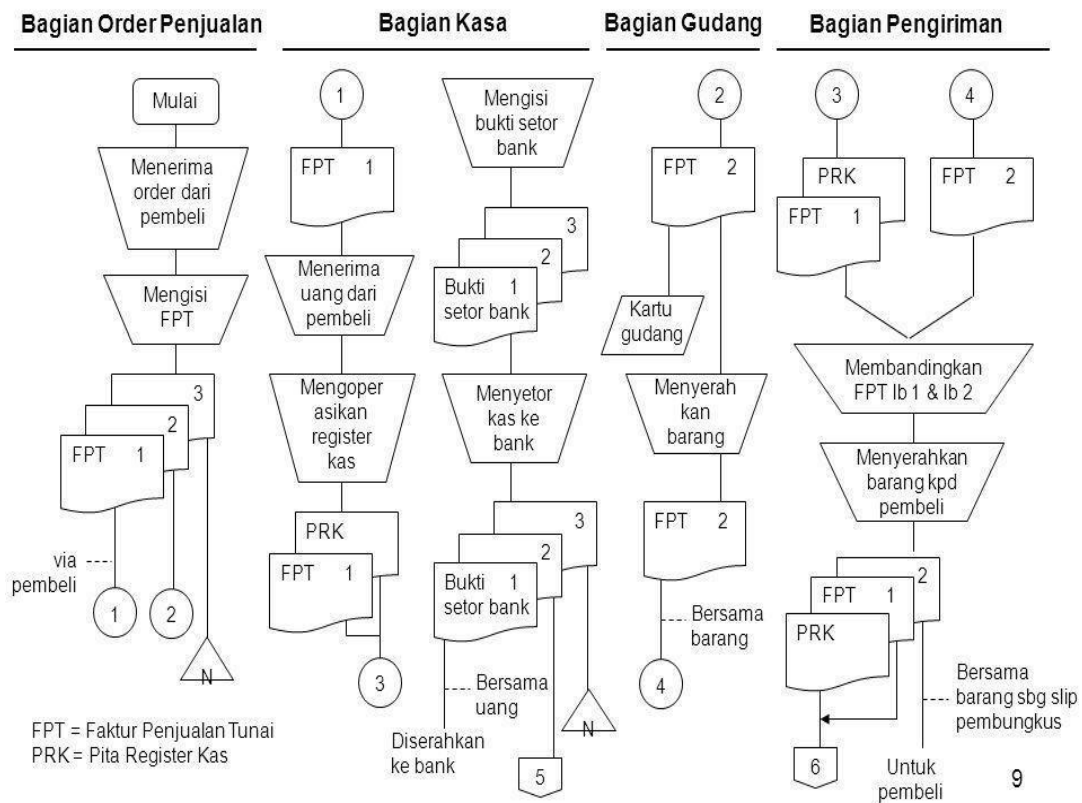 Bagian Order Penjualan
Mulai
Menerima
order dari
pembeli
Mengisi
FPT
3
2
FPT 1
via
pembeli
1
2
N
FPT = Faktur Penjualan Tunai
PRK = Pita Register Kas
Bagian Kasa
1
FPT 1
Menerima
uang dari
pembeli
Mengoper
asikan
register
kas
PRK
FPT 1
3
Mengisi
bukti setor
bank
3
2
Bukti 1
setor bank
Menyetor
kas ke
bank
3
2
Bukti 1
setor bank
Bersama
uang
Diserahkan
ke bank
5
N
Bagian Gudang
2
FPT 2
Kartu
gudang
Menyerah
kan
barang
FPT 2
Bersama
barang
4
Bagian Pengiriman
3
4
PRK
FPT 1
FPT 2
Membandingkan
FPT lb 1 & lb 2
Menyerahkan
barang kpd
pembeli
2
FPT 1
PRK
Bersama
barang sbg slip
pembungkus
6
Untuk
pembeli
9